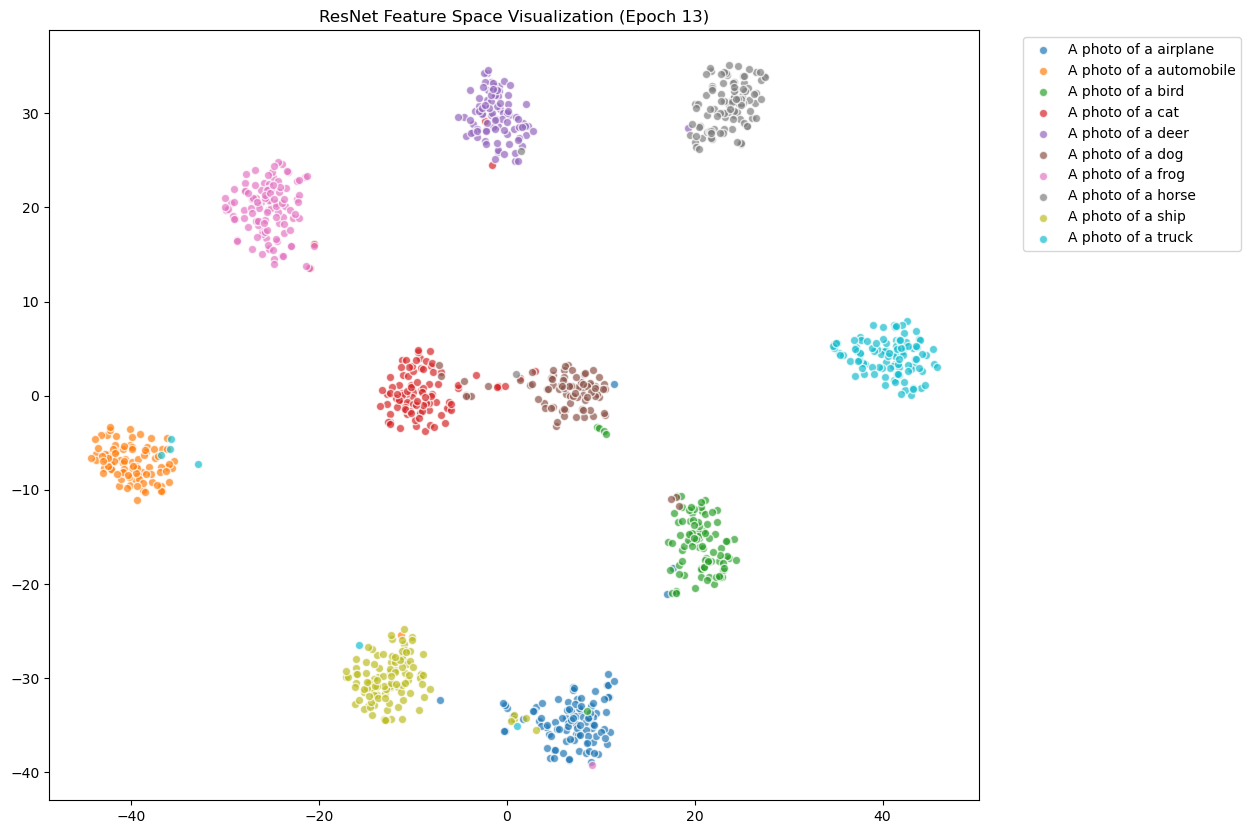 ResNet Feature Space Visualization (Epoch 13)
A photo of a airplane
A photo of a automobile
A photo of a bird
A photo of a cat
A photo of a deer
A photo of a dog
A photo of a frog
A photo of a horse
A photo of a ship
A photo of a truck
30
20
10
0
−10
−20
−30
−40
−40 −20 0 20 40